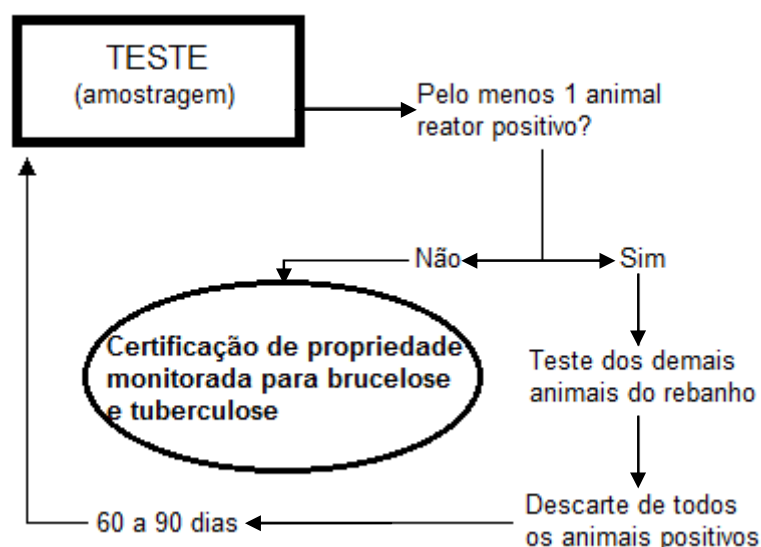 TESTE
(amostragem)
Pelo menos 1 animal
reator positivo?
Não
Sim
Certificação de propriedade
monitorada para brucelose
e tuberculose
Teste dos demais
animais do rebanho
Descarte de todos
os animais positivos
60 a 90 dias